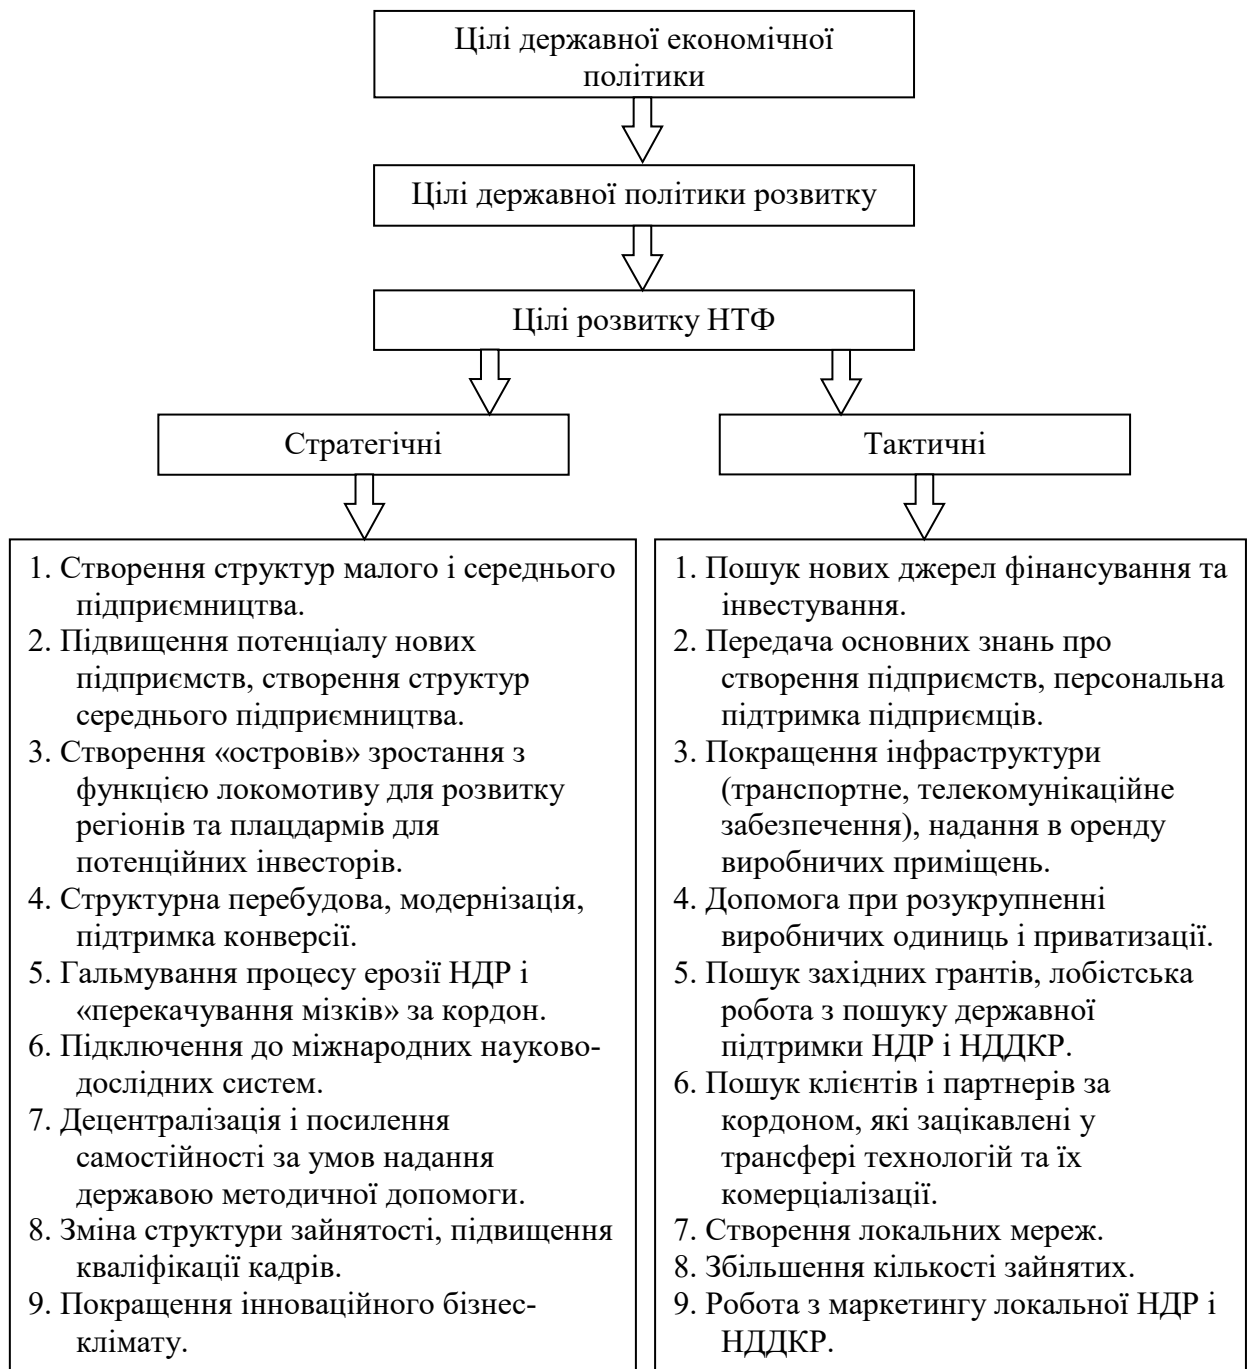 Цілі державної економічної
політики
Цілі державної політики розвитку
Цілі розвитку НТФ
Стратегічні
Тактичні
1. Створення структур малого і середнього
підприємництва.
2. Підвищення потенціалу нових
підприємств, створення структур
середнього підприємництва.
3. Створення «островів» зростання з
функцією локомотиву для розвитку
регіонів та плацдармів для
потенційних інвесторів.
4. Структурна перебудова, модернізація,
підтримка конверсії.
5. Гальмування процесу ерозії НДР і
«перекачування мізків» за кордон.
6. Підключення до міжнародних науково-
дослідних систем.
7. Децентралізація і посилення
самостійності за умов надання
державою методичної допомоги.
8. Зміна структури зайнятості, підвищення
кваліфікації кадрів.
9. Покращення інноваційного бізнес-
клімату.
1. Пошук нових джерел фінансування та
інвестування.
2. Передача основних знань про
створення підприємств, персональна
підтримка підприємців.
3. Покращення інфраструктури
(транспортне, телекомунікаційне
забезпечення), надання в оренду
виробничих приміщень.
4. Допомога при розукрупненні
виробничих одиниць і приватизації.
5. Пошук західних грантів, лобістська
робота з пошуку державної
підтримки НДР і НДДКР.
6. Пошук клієнтів і партнерів за
кордоном, які зацікавлені у
трансфері технологій та їх
комерціалізації.
7. Створення локальних мереж.
8. Збільшення кількості зайнятих.
9. Робота з маркетингу локальної НДР і
НДДКР.